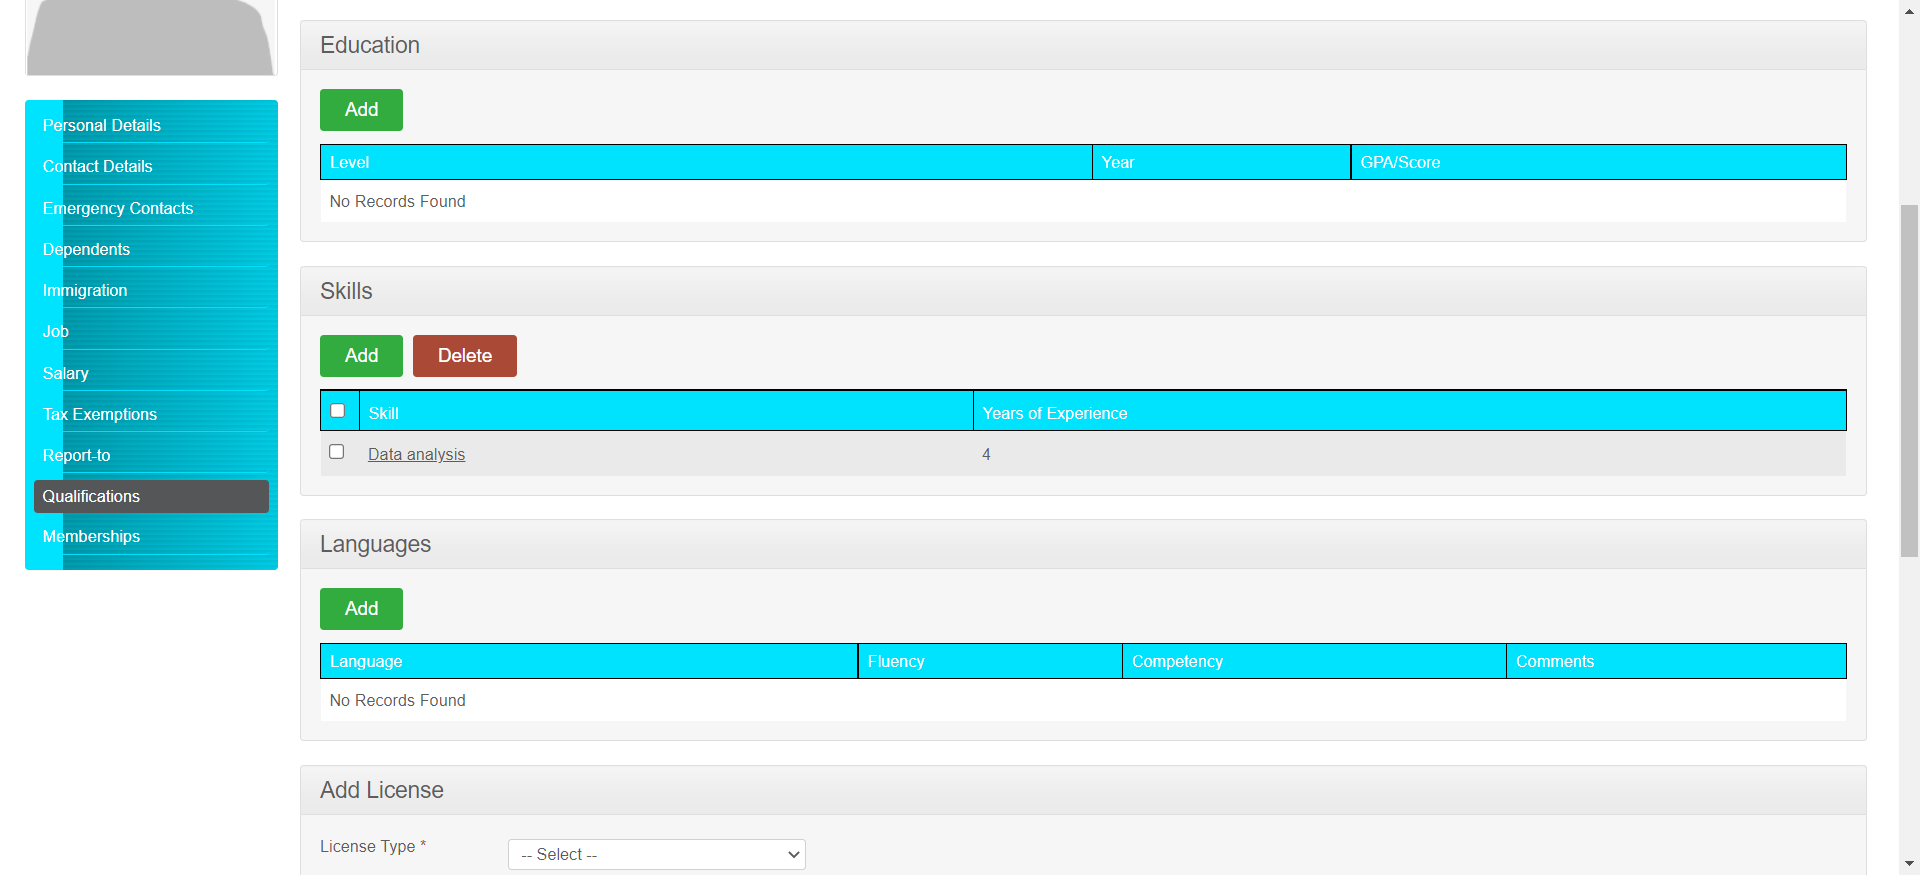 Personal Details
Contact Details
Emergency Contacts
Dependents
Immigration
Job
Salary
Tax Exemptions
Report-to
Qualifications
Memberships
Education
Add
Level Year GPA/Score
No Records Found
Skills
Add Delete
Skill Years of Experience
Data analysis 4
Languages
Add
Language Fluency Competency Comments
No Records Found
Add License
License Type * -- Select --